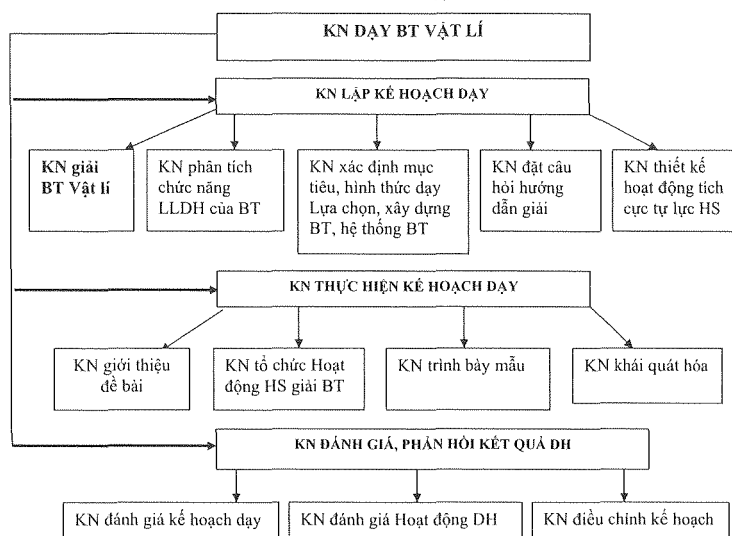 KN DẠY BT VẬT LÍ
KN LẬP KẾ HOẠCH DẠY
KN giải
BT Vật lí
KN phân tích
chức năng
LLDH của BT
KN xác định mục
tiêu, hình thức dạy
Lựa chọn, xây dựng
BT, hệ thống BT
KN đặt câu
hỏi hướng
dẫn giải
KN thiết kế
hoạt động tích
cực tự lực HS
KN THỰC HIỆN KẾ HOẠCH DẠY
KN giới thiệu
đề bài
KN tổ chức Hoạt
động HS giải BT
KN trình bày mẫu
KN khái quát hóa
KN ĐÁNH GIÁ, PHẢN HỒI KẾT QUẢ DH
KN đánh giá kế hoạch dạy
KN đánh giá Hoạt động DH
KN điều chỉnh kế hoạch